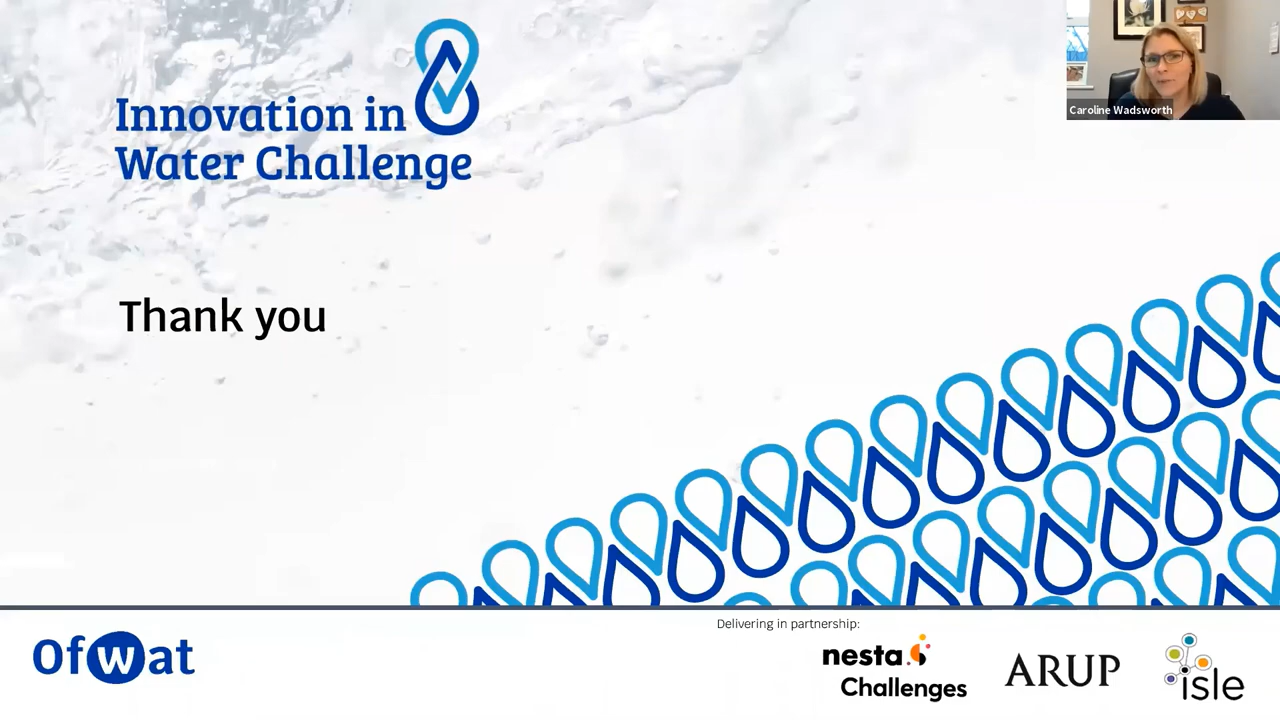 Innovation in
Water Challenge
Caroline Wadsworth
Thank you
Delivering in partnership:
Ofwat
nesta
Challenges
ARUP
isle